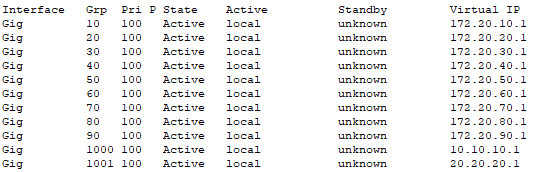 Interface Grp Pri P State Active Standby Virtual IP
Gig 10 100 Active local unknown 172.20.10.1
Gig 20 100 Active local unknown 172.20.20.1
Gig 30 100 Active local unknown 172.20.30.1
Gig 40 100 Active local unknown 172.20.40.1
Gig 50 100 Active local unknown 172.20.50.1
Gig 60 100 Active local unknown 172.20.60.1
Gig 70 100 Active local unknown 172.20.70.1
Gig 80 100 Active local unknown 172.20.80.1
Gig 90 100 Active local unknown 172.20.90.1
Gig 1000 100 Active local unknown 10.10.10.1
Gig 1001 100 Active local unknown 20.20.20.1